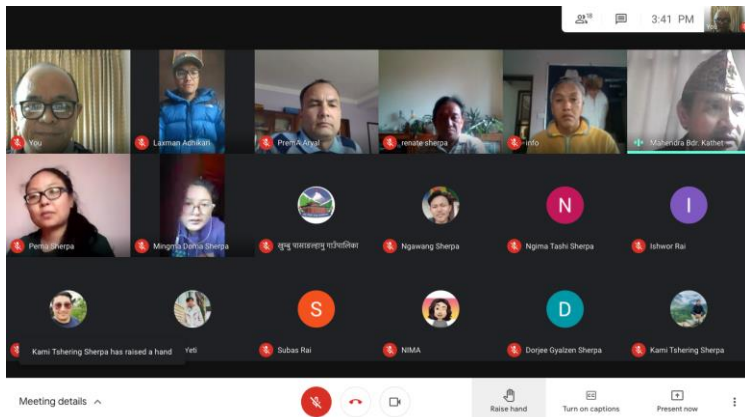 18
3:41 PM
You
You
Laxman Adhikari
Prem A Aryal
renate sherpa
info
Mahendra Bdr. Kathet
Pema Sherpa
Mingma Doma Sherpa
खुम्बु पासाङल्हामु गाउँपालिका
Ngawang Sherpa
N
Ngima Tashi Sherpa
I
Ishwor Rai
Yeti
S
Subas Rai
NIMA
D
Dorjee Gyalzen Sherpa
Kami Tshering Sherpa
Kami Tshering Sherpa has raised a hand
Meeting details
Raise hand
Turn on captions
Present now